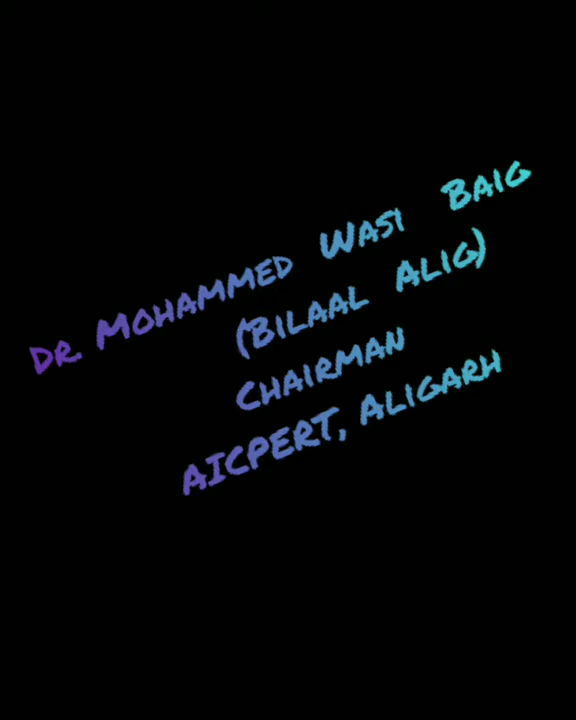 Dr. Mohammed Wasi Baig
(Bilaal Alig)
Chairman
AICPERT, Aligarh